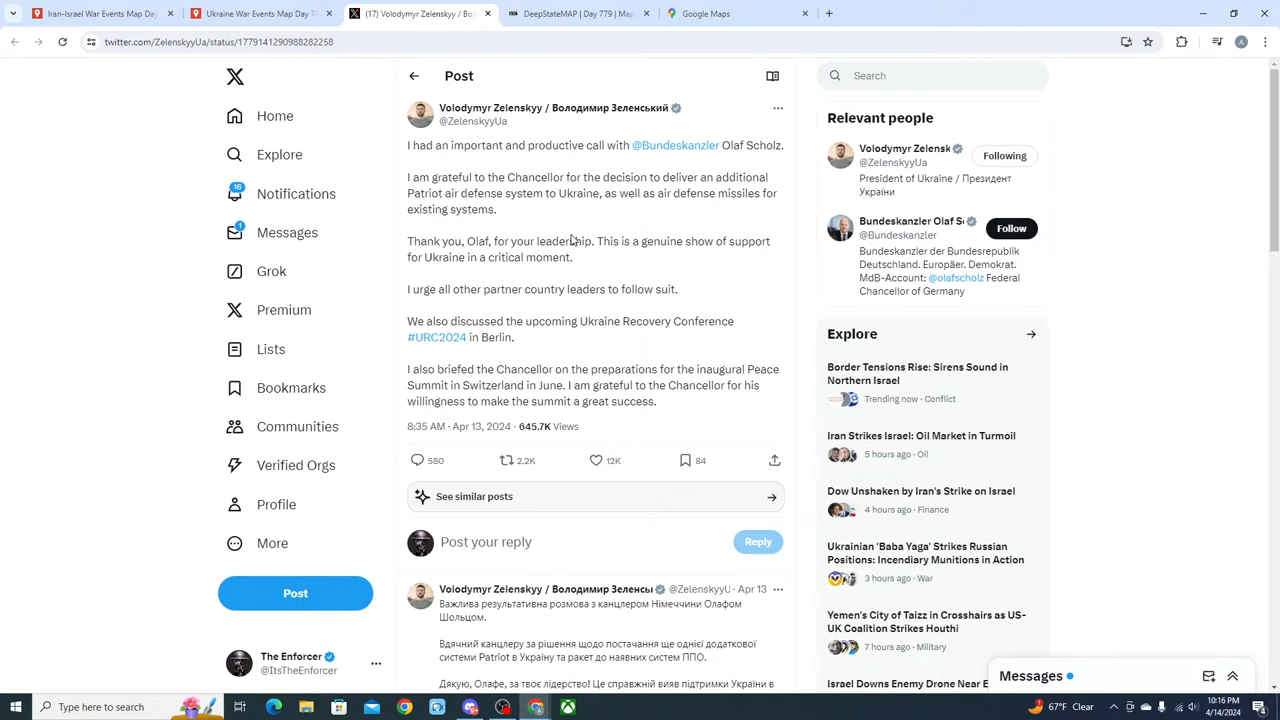 Iran-Israel War Events Map Day
Ukraine War Events Map Day 7
(17) Volodymyr Zelenskyy / Во
DeepStateMAP | Day 779 | Map
Google Maps
twitter.com/ZelenskyyUa/status/1779141290988282258
Home
Explore
16
Notifications
1
Messages
Grok
Premium
Lists
Bookmarks
Communities
Verified Orgs
Profile
More
Post
The Enforcer
@ItsTheEnforcer
Post
Volodymyr Zelenskyy / Володимир Зеленський
@ZelenskyyUa
I had an important and productive call with @Bundeskanzler Olaf Scholz.
I am grateful to the Chancellor for the decision to deliver an additional
Patriot air defense system to Ukraine, as well as air defense missiles for
existing systems.
Thank you, Olaf, for your leadership. This is a genuine show of support
for Ukraine in a critical moment.
I urge all other partner country leaders to follow suit.
We also discussed the upcoming Ukraine Recovery Conference
#URC2024 in Berlin.
I also briefed the Chancellor on the preparations for the inaugural Peace
Summit in Switzerland in June. I am grateful to the Chancellor for his
willingness to make the summit a great success.
8:35 AM · Apr 13, 2024 · 645.7K Views
580 2.2K 12K 84
See similar posts
Post your reply
Reply
Volodymyr Zelenskyy / Володимир Зеленсы @ZelenskyyU · Apr 13
Важлива результативна розмова з канцлером Німеччини Олафом
Шольцом.
Вдячний канцлеру за рішення щодо постачання ще однієї додаткової
системи Patriot в Україну та ракет до наявних систем ППО.
Дякую, Олафе, за твоє лідерство! Це справжній вияв підтримки України в
Search
Relevant people
Volodymyr Zelensk
@ZelenskyyUa
Following
President of Ukraine / Президент
України
Bundeskanzler Olaf S
@Bundeskanzler
Follow
Bundeskanzler der Bundesrepublik
Deutschland. Europäer. Demokrat.
MdB-Account: @olafscholz Federal
Chancellor of Germany
Explore
Border Tensions Rise: Sirens Sound in
Northern Israel
Trending now · Conflict
Iran Strikes Israel: Oil Market in Turmoil
5 hours ago · Oil
Dow Unshaken by Iran's Strike on Israel
4 hours ago · Finance
Ukrainian 'Baba Yaga' Strikes Russian
Positions: Incendiary Munitions in Action
3 hours ago · War
Yemen's City of Taizz in Crosshairs as US-
UK Coalition Strikes Houthi
7 hours ago · Military
Israel Downs Enemy Drone Near E
Messages
Type here to search
67°F Clear
10:16 PM
4/14/2024